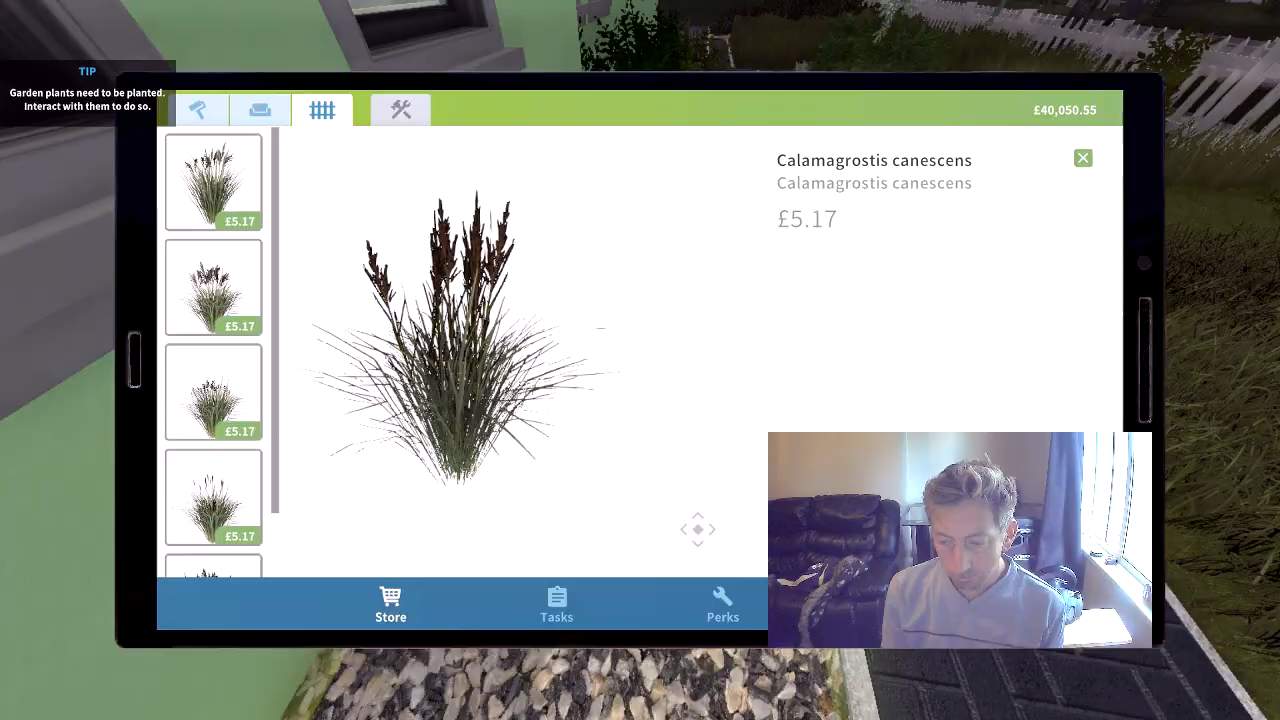 TIP
Garden plants need to be planted.
Interact with them to do so.
£40,050.55
Calamagrostis canescens
Calamagrostis canescens
£5.17
£5.17
£5.17
£5.17
£5.17
Store
Tasks
Perks